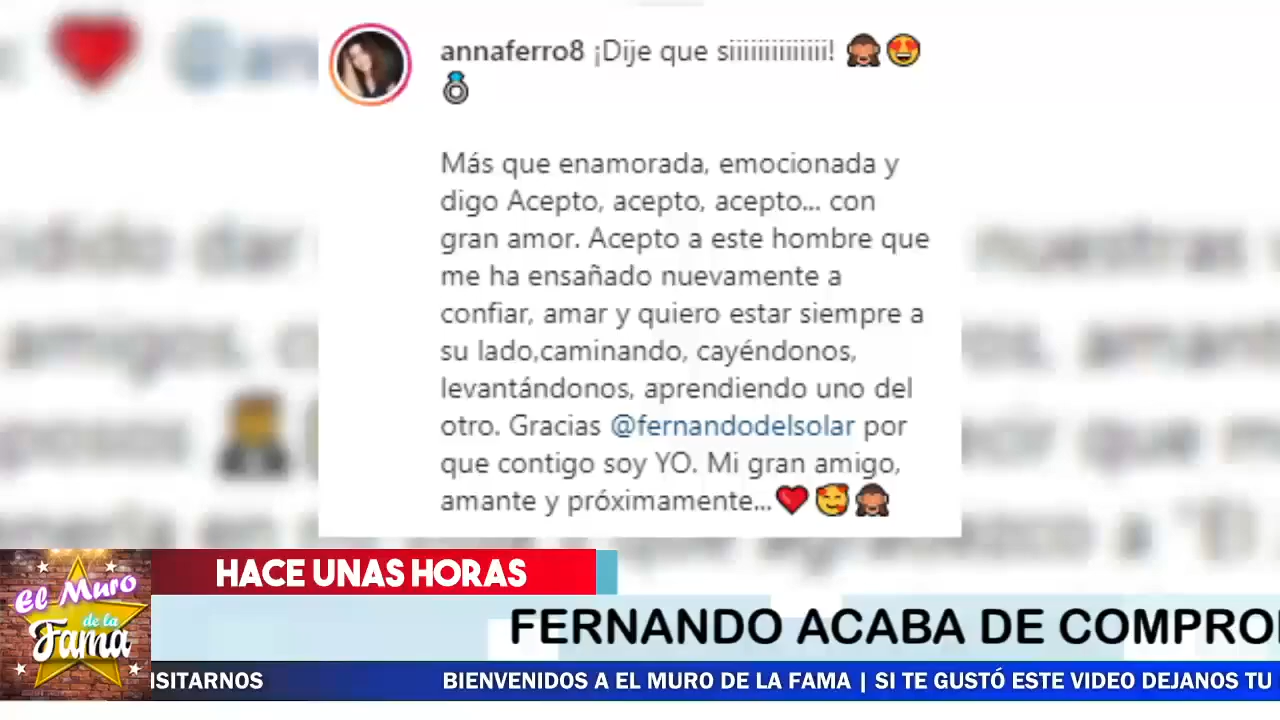 annaferro8 ¡Dije que siiiiiiiiiiiiiii! 🙈😍
💍
Más que enamorada, emocionada y
digo Acepto, acepto, acepto... con
gran amor. Acepto a este hombre que
me ha ensañado nuevamente a
confiar, amar y quiero estar siempre a
su lado,caminando, cayéndonos,
levantándonos, aprendiendo uno del
otro. Gracias @fernandodelsolar por
que contigo soy YO. Mi gran amigo,
amante y próximamente...❤️🥰🙈
HACE UNAS HORAS
El Muro
de la
Fama
FERNANDO ACABA DE COMPRO
ISITARNOS BIENVENIDOS A EL MURO DE LA FAMA | SI TE GUSTÓ ESTE VIDEO DEJANOS TU